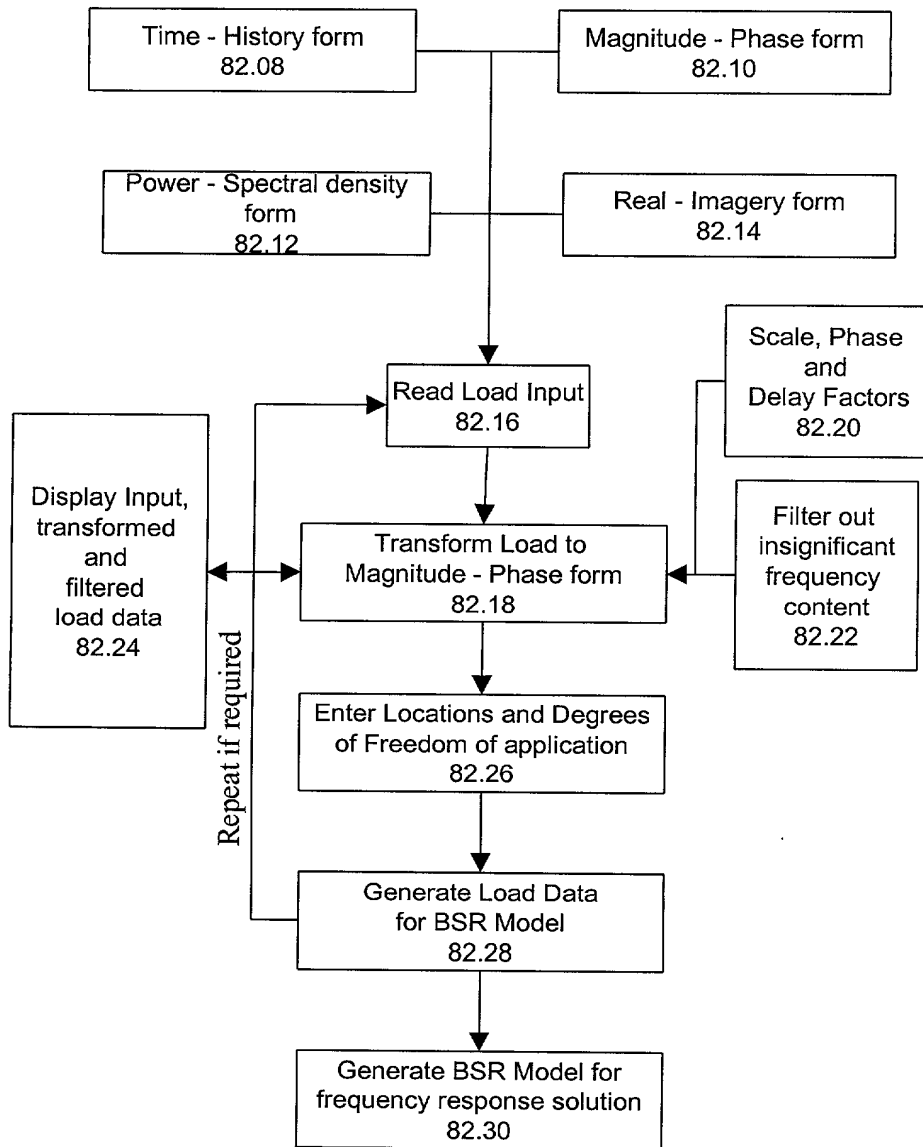 Time - History form
82.08
Magnitude - Phase form
82.10
Power - Spectral density
form
82.12
Real - Imagery form
82.14
Read Load Input
82.16
Scale, Phase
and
Delay Factors
82.20
Display Input,
transformed
and
filtered
load data
82.24
Transform Load to
Magnitude - Phase form
82.18
Filter out
insignificant
frequency
content
82.22
Repeat if required
Enter Locations and Degrees
of Freedom of application
82.26
Generate Load Data
for BSR Model
82.28
Generate BSR Model for
frequency response solution
82.30